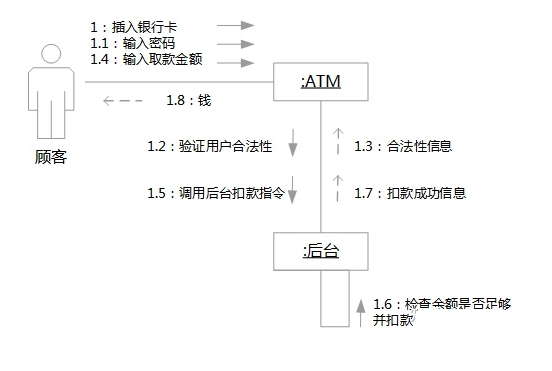 1：插入银行卡
1.1：输入密码
1.4：输入取款金额
:ATM
1.8：钱
顾客
1.2：验证用户合法性
1.3：合法性信息
1.5：调用后台扣款指令
1.7：扣款成功信息
:后台
1.6：检查金额是否足够
并扣款